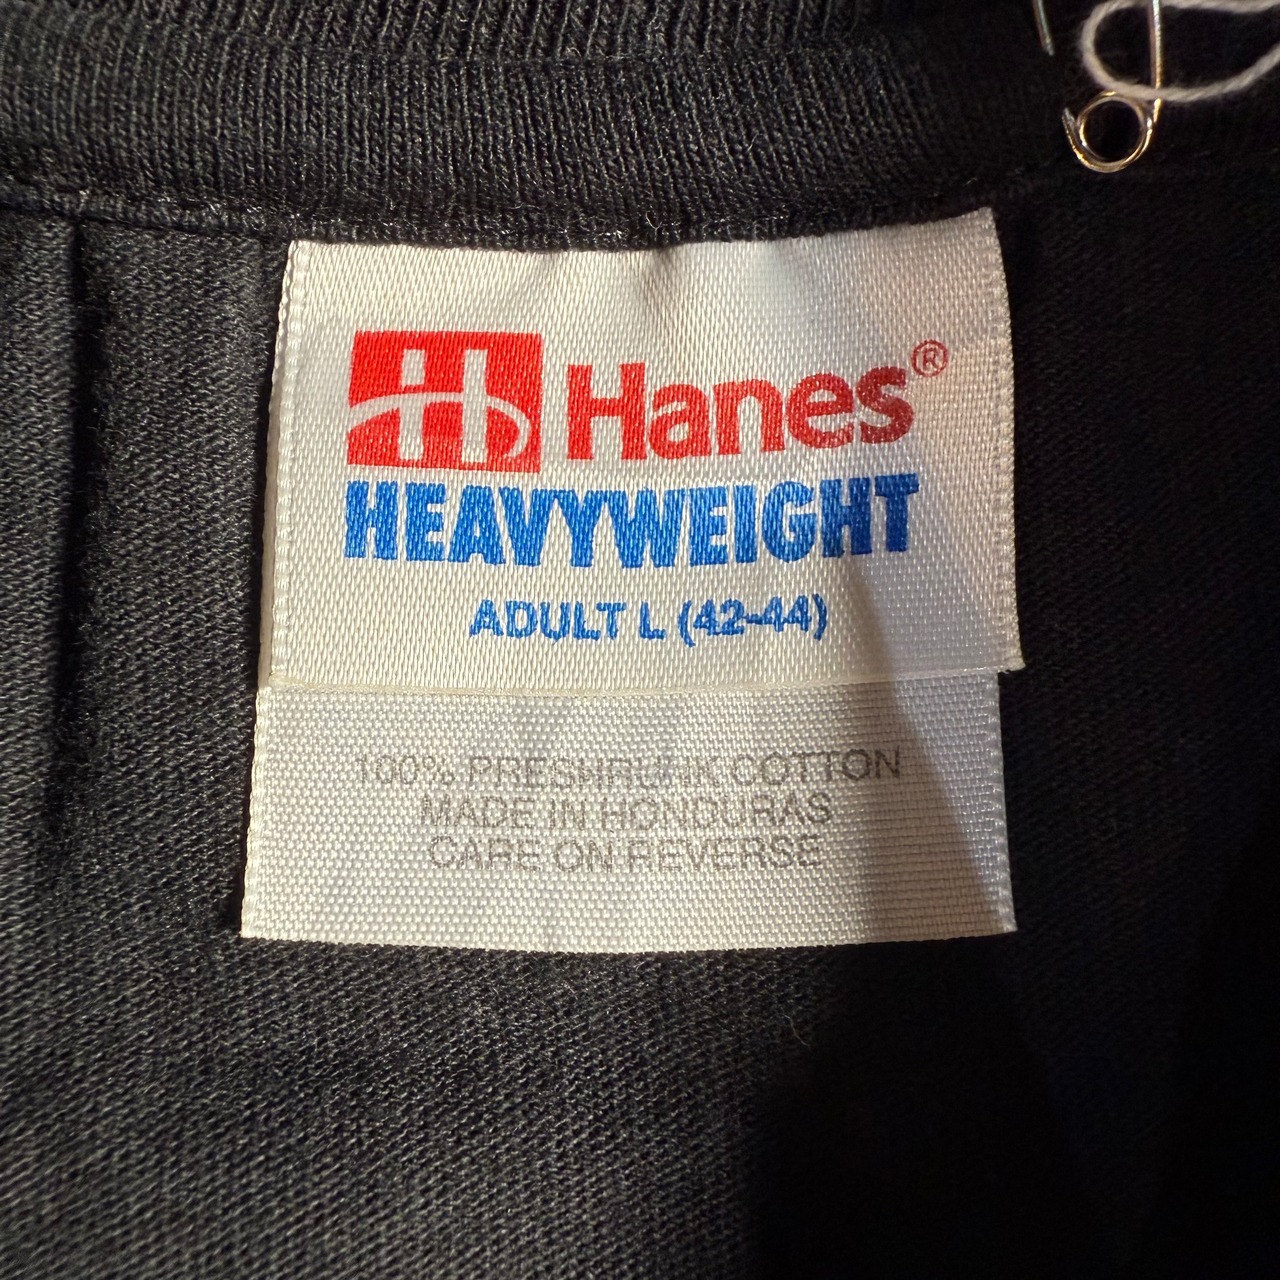 H Hanes®
HEAVYWEIGHT
ADULT L (42-44)
100% PRESHRUNK COTTON
MADE IN HONDURAS
CARE ON REVERSE